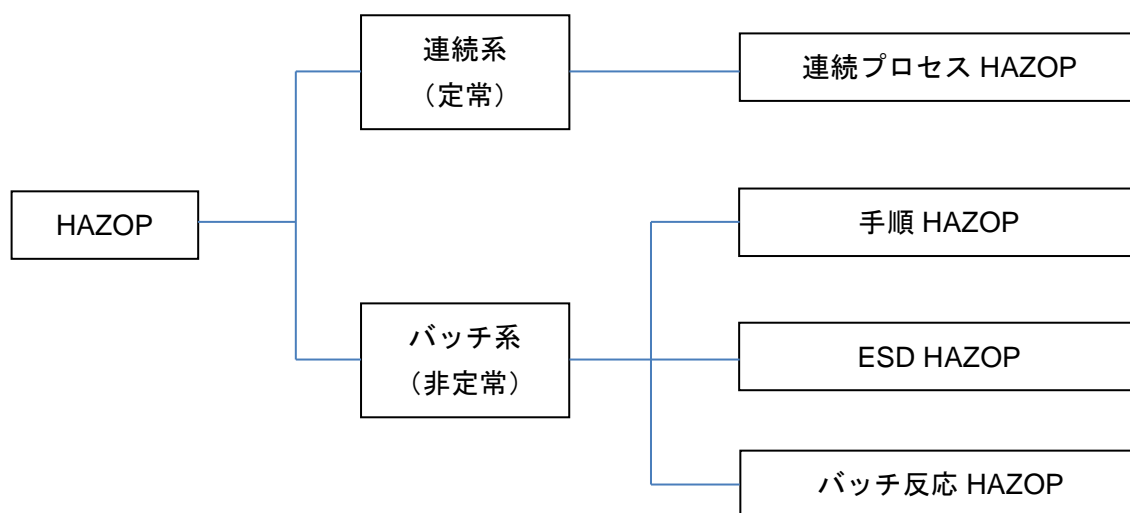 HAZOP
連続系
（定常）
連続プロセス HAZOP
バッチ系
（非定常）
手順 HAZOP
ESD HAZOP
バッチ反応 HAZOP